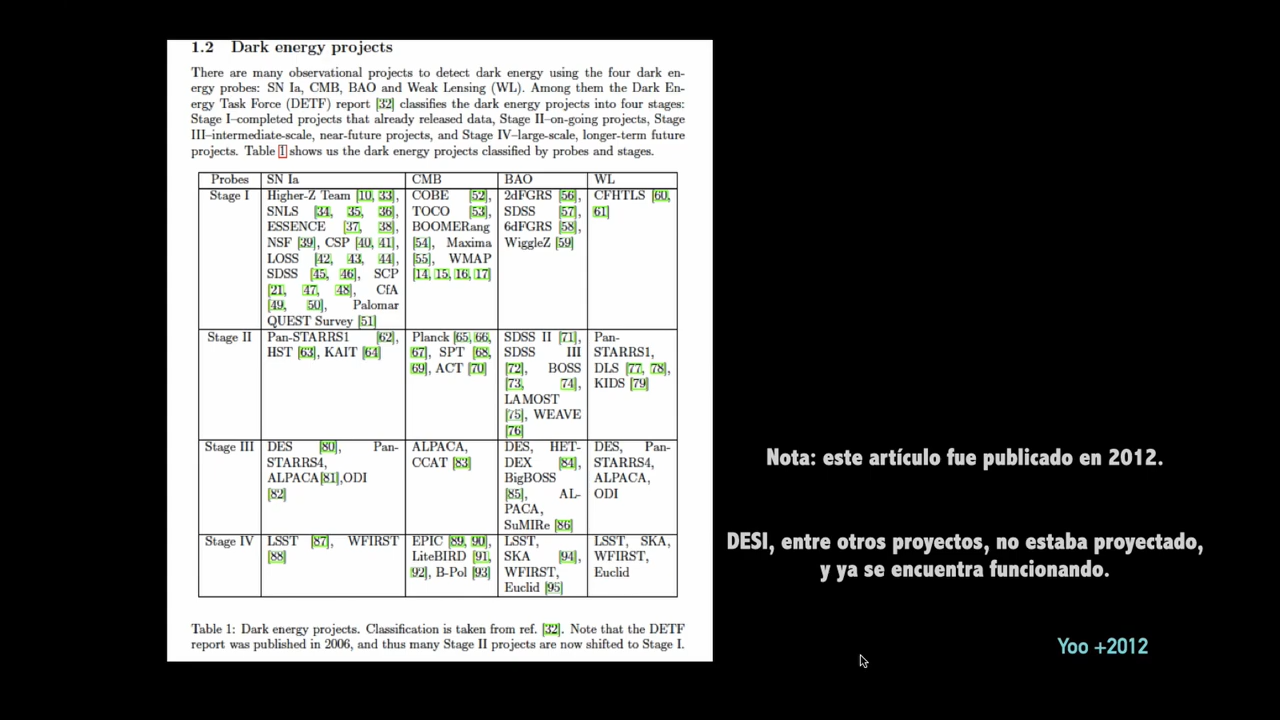 1.2 Dark energy projects
There are many observational projects to detect dark energy using the four dark en-
ergy probes: SN Ia, CMB, BAO and Weak Lensing (WL). Among them the Dark En-
ergy Task Force (DETF) report [32] classifies the dark energy projects into four stages:
Stage I–completed projects that already released data, Stage II–on-going projects, Stage
III–intermediate-scale, near-future projects, and Stage IV–large-scale, longer-term future
projects. Table 1 shows us the dark energy projects classified by probes and stages.
Probes SN Ia CMB BAO WL
Stage I
Higher-Z Team [10, 33],
SNLS [34, 35, 36],
ESSENCE [37, 38],
NSF [39], CSP [40, 41],
LOSS [42, 43, 44],
SDSS [45, 46], SCP
[21, 47, 48], CfA
[49, 50], Palomar
QUEST Survey [51]
COBE [52],
TOCO [53],
BOOMERang
[54], Maxima
[55], WMAP
[14, 15, 16, 17]
2dFGRS [56],
SDSS [57],
6dFGRS [58],
WiggleZ [59]
CFHTLS [60,
61]
Stage II
Pan-STARRS1 [62],
HST [63], KAIT [64]
Planck [65, 66,
67], SPT [68,
69], ACT [70]
SDSS II [71],
SDSS III
[72], BOSS
[73, 74],
LAMOST
[75], WEAVE
[76]
Pan-
STARRS1,
DLS [77, 78],
KIDS [79]
Stage III
DES [80], Pan-
STARRS4,
ALPACA[81],ODI
[82]
ALPACA,
CCAT [83]
DES, HET-
DEX [84],
BigBOSS
[85], AL-
PACA,
SuMIRe [86]
DES, Pan-
STARRS4,
ALPACA,
ODI
Stage IV
LSST [87], WFIRST
[88]
EPIC [89, 90],
LiteBIRD [91,
92], B-Pol [93]
LSST,
SKA [94],
WFIRST,
Euclid [95]
LSST, SKA,
WFIRST,
Euclid
Table 1: Dark energy projects. Classification is taken from ref. [32]. Note that the DETF
report was published in 2006, and thus many Stage II projects are now shifted to Stage I.
Nota: este artículo fue publicado en 2012.
DESI, entre otros proyectos, no estaba proyectado,
y ya se encuentra funcionando.
Yoo +2012